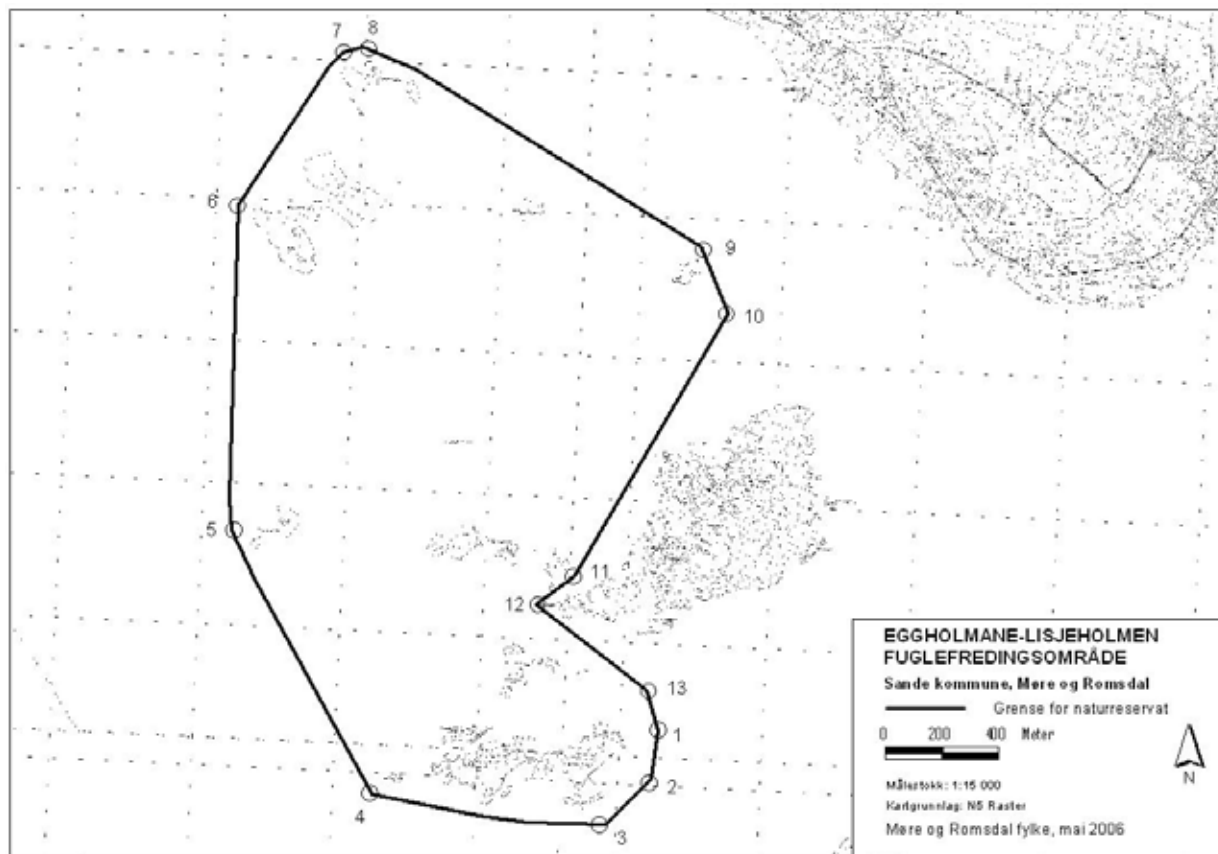 7
8
6
9
10
5
11
12
13
1
2
3
4
EGGHOLMANE-LISJEHOLMEN
FUGLEFREDINGSOMRÅDE
Sande kommune, Møre og Romsdal
Grense for naturreservat
0 200 400 Meter
N
Målestokk: 1:15 000
Kartgrunnlag: N5 Raster
Møre og Romsdal fylke, mai 2006